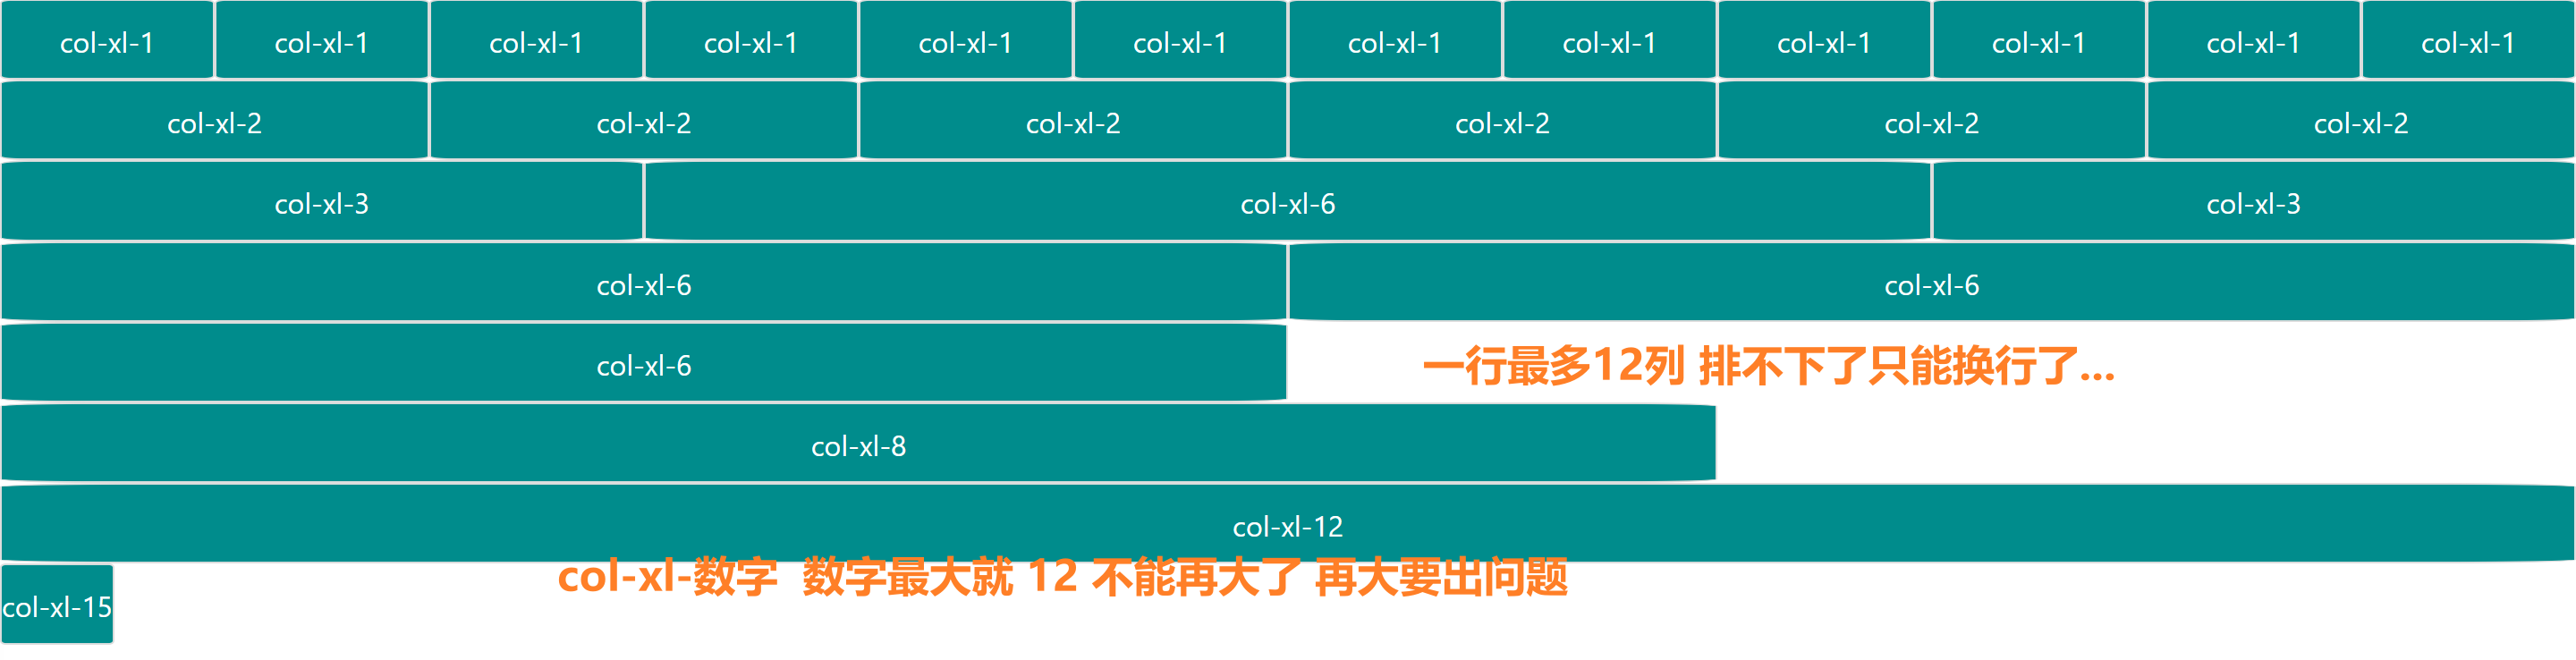 col-xl-1 col-xl-1 col-xl-1 col-xl-1 col-xl-1 col-xl-1 col-xl-1 col-xl-1 col-xl-1 col-xl-1 col-xl-1 col-xl-1
col-xl-2 col-xl-2 col-xl-2 col-xl-2 col-xl-2 col-xl-2
col-xl-3 col-xl-6 col-xl-3
col-xl-6 col-xl-6
col-xl-6 一行最多12列 排不下了只能换行了...
col-xl-8
col-xl-12
col-xl-数字 数字最大就 12 不能再大了 再大要出问题
col-xl-15